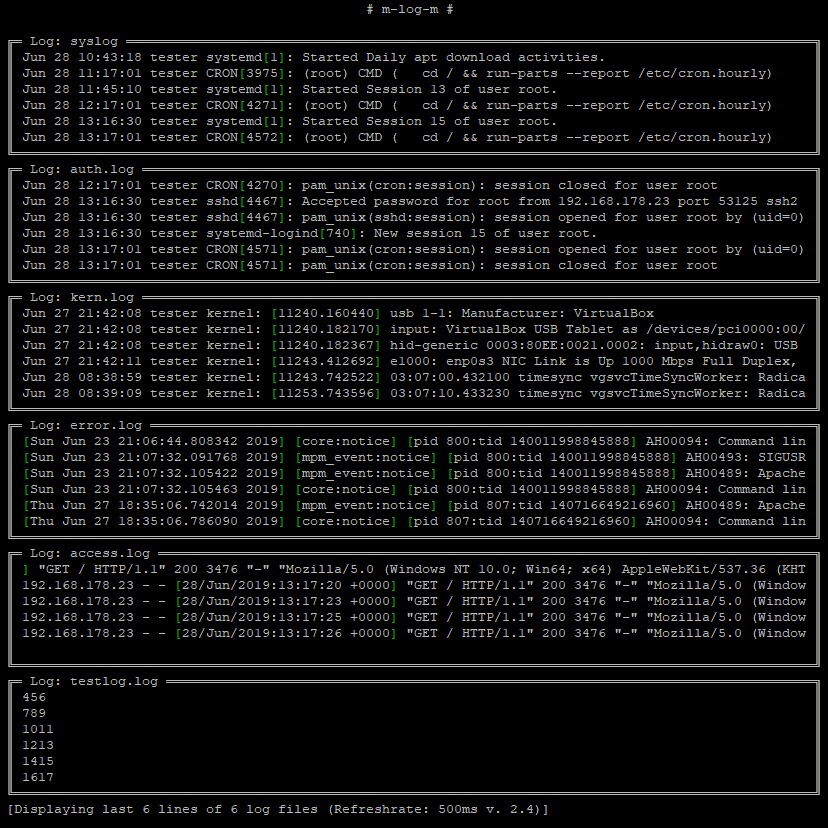 # m-log-m #
Log: syslog
Jun 28 10:43:18 tester systemd[1]: Started Daily apt download activities.
Jun 28 11:17:01 tester CRON[3975]: (root) CMD (   cd / && run-parts --report /etc/cron.hourly)
Jun 28 11:45:10 tester systemd[1]: Started Session 13 of user root.
Jun 28 12:17:01 tester CRON[4271]: (root) CMD (   cd / && run-parts --report /etc/cron.hourly)
Jun 28 13:16:30 tester systemd[1]: Started Session 15 of user root.
Jun 28 13:17:01 tester CRON[4572]: (root) CMD (   cd / && run-parts --report /etc/cron.hourly)
Log: auth.log
Jun 28 12:17:01 tester CRON[4270]: pam_unix(cron:session): session closed for user root
Jun 28 13:16:30 tester sshd[4467]: Accepted password for root from 192.168.178.23 port 53125 ssh2
Jun 28 13:16:30 tester sshd[4467]: pam_unix(sshd:session): session opened for user root by (uid=0)
Jun 28 13:16:30 tester systemd-logind[740]: New session 15 of user root.
Jun 28 13:17:01 tester CRON[4571]: pam_unix(cron:session): session opened for user root by (uid=0)
Jun 28 13:17:01 tester CRON[4571]: pam_unix(cron:session): session closed for user root
Log: kern.log
Jun 27 21:42:08 tester kernel: [11240.160440] usb 1-1: Manufacturer: VirtualBox
Jun 27 21:42:08 tester kernel: [11240.182170] input: VirtualBox USB Tablet as /devices/pci0000:00/
Jun 27 21:42:08 tester kernel: [11240.182367] hid-generic 0003:80EE:0021.0002: input,hidraw0: USB
Jun 27 21:42:11 tester kernel: [11243.412692] e1000: enp0s3 NIC Link is Up 1000 Mbps Full Duplex,
Jun 28 08:38:59 tester kernel: [11243.742522] 03:07:00.432100 timesync vgsvcTimeSyncWorker: Radica
Jun 28 08:39:09 tester kernel: [11253.743596] 03:07:10.433230 timesync vgsvcTimeSyncWorker: Radica
Log: error.log
[Sun Jun 23 21:06:44.808342 2019] [core:notice] [pid 800:tid 140011998845888] AH00094: Command lin
[Sun Jun 23 21:07:32.091768 2019] [mpm_event:notice] [pid 800:tid 140011998845888] AH00493: SIGUSR
[Sun Jun 23 21:07:32.105422 2019] [mpm_event:notice] [pid 800:tid 140011998845888] AH00489: Apache
[Sun Jun 23 21:07:32.105463 2019] [core:notice] [pid 800:tid 140011998845888] AH00094: Command lin
[Thu Jun 27 18:35:06.742014 2019] [mpm_event:notice] [pid 807:tid 140716649216960] AH00489: Apache
[Thu Jun 27 18:35:06.786090 2019] [core:notice] [pid 807:tid 140716649216960] AH00094: Command lin
Log: access.log
] "GET / HTTP/1.1" 200 3476 "-" "Mozilla/5.0 (Windows NT 10.0; Win64; x64) AppleWebKit/537.36 (KHT
192.168.178.23 - - [28/Jun/2019:13:17:20 +0000] "GET / HTTP/1.1" 200 3476 "-" "Mozilla/5.0 (Window
192.168.178.23 - - [28/Jun/2019:13:17:23 +0000] "GET / HTTP/1.1" 200 3476 "-" "Mozilla/5.0 (Window
192.168.178.23 - - [28/Jun/2019:13:17:25 +0000] "GET / HTTP/1.1" 200 3476 "-" "Mozilla/5.0 (Window
192.168.178.23 - - [28/Jun/2019:13:17:26 +0000] "GET / HTTP/1.1" 200 3476 "-" "Mozilla/5.0 (Window
Log: testlog.log
456
789
1011
1213
1415
1617
[Displaying last 6 lines of 6 log files (Refreshrate: 500ms v. 2.4)]